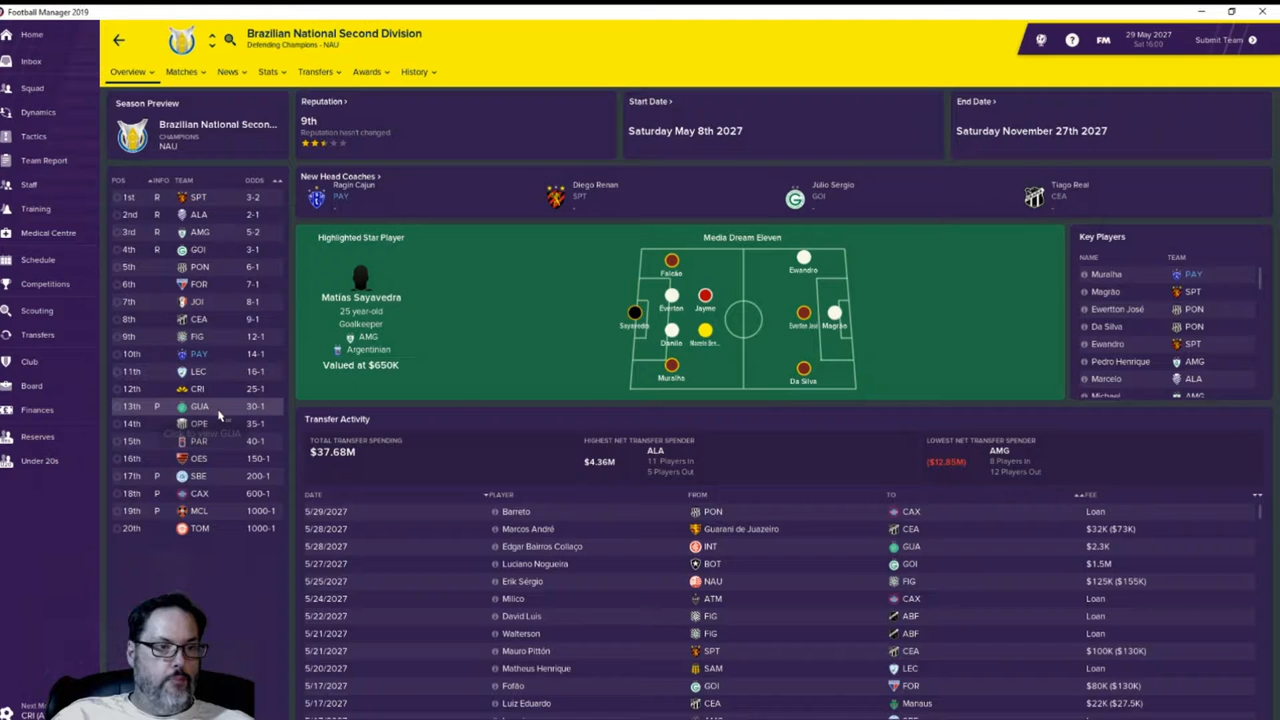 Football Manager 2019
Home
Inbox
Squad
Dynamics
Tactics
Team Report
Staff
Training
Medical Centre
Schedule
Competitions
Scouting
Transfers
Club
Board
Finances
Reserves
Under 20s
Next M
CRI (A
Brazilian National Second Division
Defending Champions - NAU
29 May 2027
Sat 16:00
FM
Submit Team
Overview
Matches
News
Stats
Transfers
Awards
History
Season Preview
Brazilian National Secon...
CHAMPIONS
NAU
Reputation>
9th
Reputation hasn't changed
Start Date>
Saturday May 8th 2027
End Date>
Saturday November 27th 2027
New Head Coaches>
Ragin Cajun
PAY
Diego Renan
SPT
Julio Sergio
GOI
Tiago Real
CEA
POS INFO TEAM ODDS
1st R SPT 3-2
2nd R ALA 2-1
3rd R AMG 5-2
4th R GOI 3-1
5th PON 6-1
6th FOR 7-1
7th JOI 8-1
8th CEA 9-1
9th FIG 12-1
10th PAY 14-1
11th LEC 16-1
12th CRI 25-1
13th P GUA 30-1
14th OPE 35-1
Click to view GUA
15th PAR 40-1
16th OES 150-1
17th P SBE 200-1
18th P CAX 600-1
19th P MCL 1000-1
20th TOM 1000-1
Highlighted Star Player
Matías Sayavedra
25 year-old
Goalkeeper
AMG
Argentinian
Valued at $650K
Media Dream Eleven
Falcão
Ewandro
Everton
Jayme
Sayavedra
Danilo
Magrão
Muralha
Da Silva
Key Players
NAME TEAM
Muralha PAY
Magrão SPT
Ewertton José PON
Da Silva PON
Ewandro SPT
Pedro Henrique AMG
Marcelo ALA
Michael AMG
Transfer Activity
TOTAL TRANSFER SPENDING
$37.68M
HIGHEST NET TRANSFER SPENDER
$4.36M
ALA
11 Players In
5 Players Out
LOWEST NET TRANSFER SPENDER
($12.85M)
AMG
8 Players In
12 Players Out
DATE PLAYER FROM TO FEE
5/29/2027 Barreto PON CAX Loan
5/28/2027 Marcos André Guarani de Juazeiro CEA $32K ($73K)
5/28/2027 Edgar Bairros Collaço INT GUA $2.3K
5/27/2027 Luciano Nogueira BOT GOI $1.5M
5/25/2027 Erik Sérgio NAU FIG $125K ($155K)
5/24/2027 Milico ATM CAX Loan
5/22/2027 David Luis FIG ABF Loan
5/21/2027 Walterson FIG ABF Loan
5/21/2027 Mauro Pittón SPT CEA $100K ($130K)
5/20/2027 Matheus Henrique SAM LEC Loan
5/17/2027 Fofão GOI FOR $80K ($130K)
5/17/2027 Luiz Eduardo CEA Manaus $22K ($27.5K)